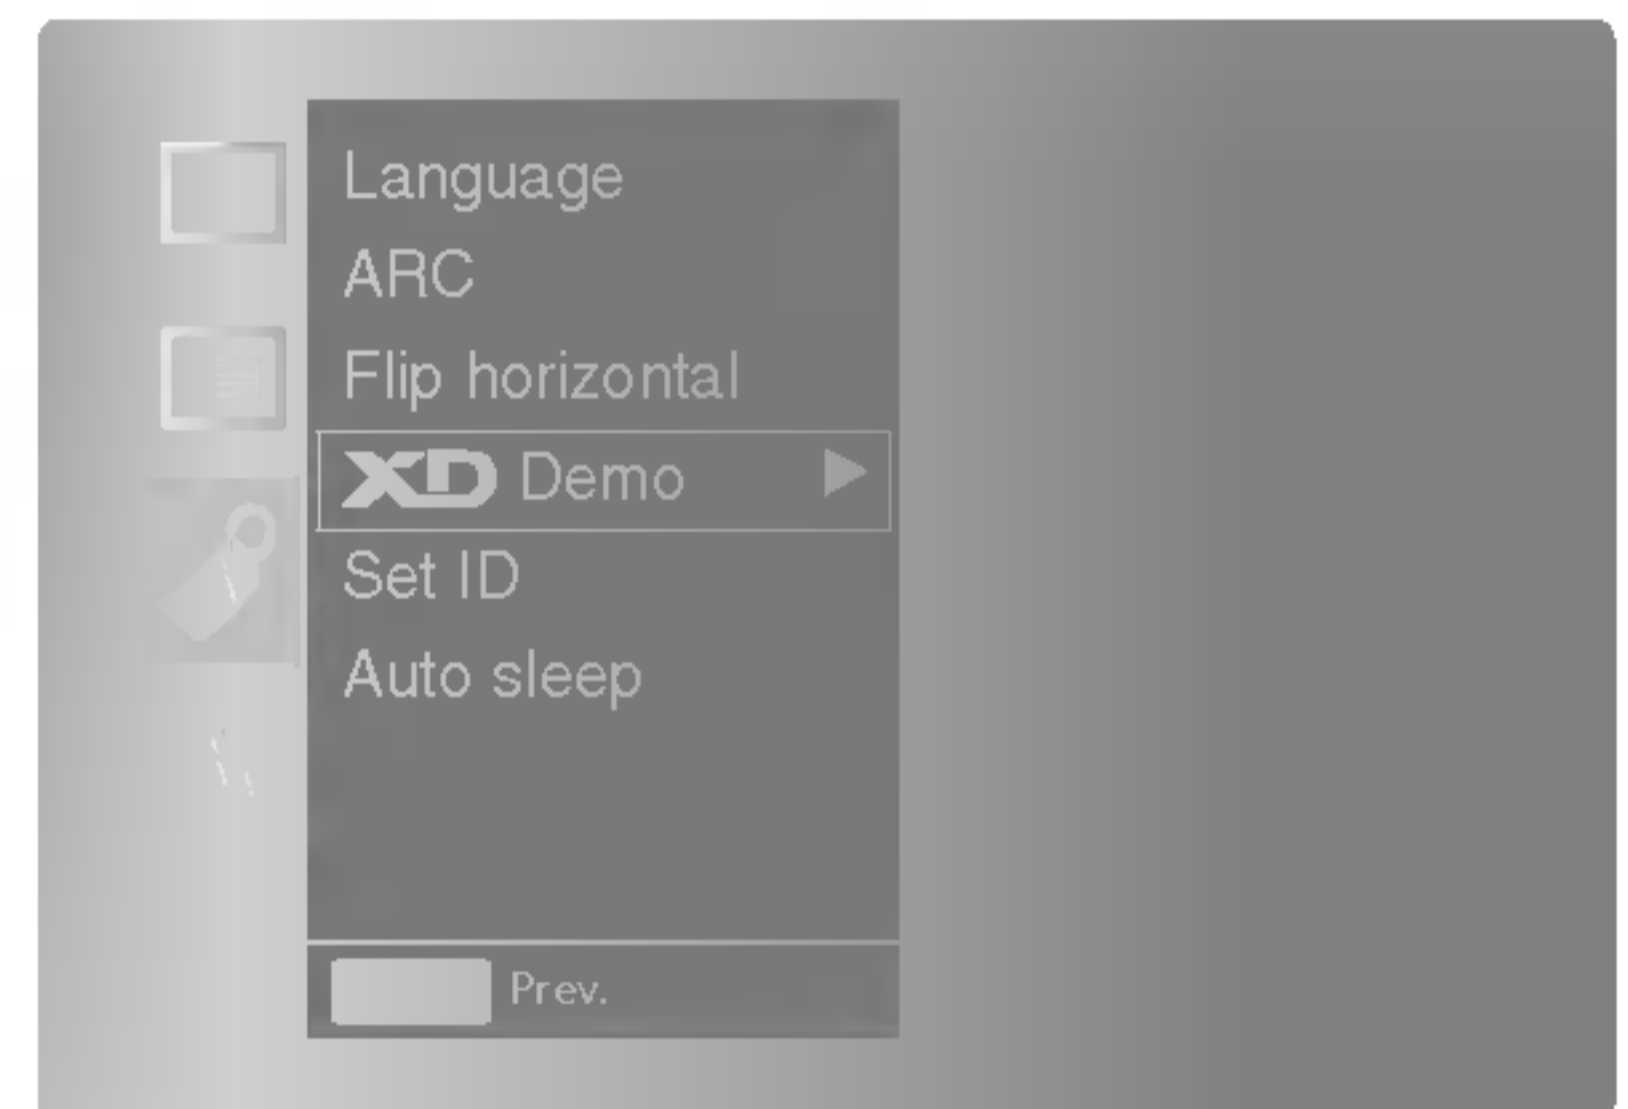 Language
ARC
Flip horizontal
XD Demo
Set ID
Auto sleep
Prev.